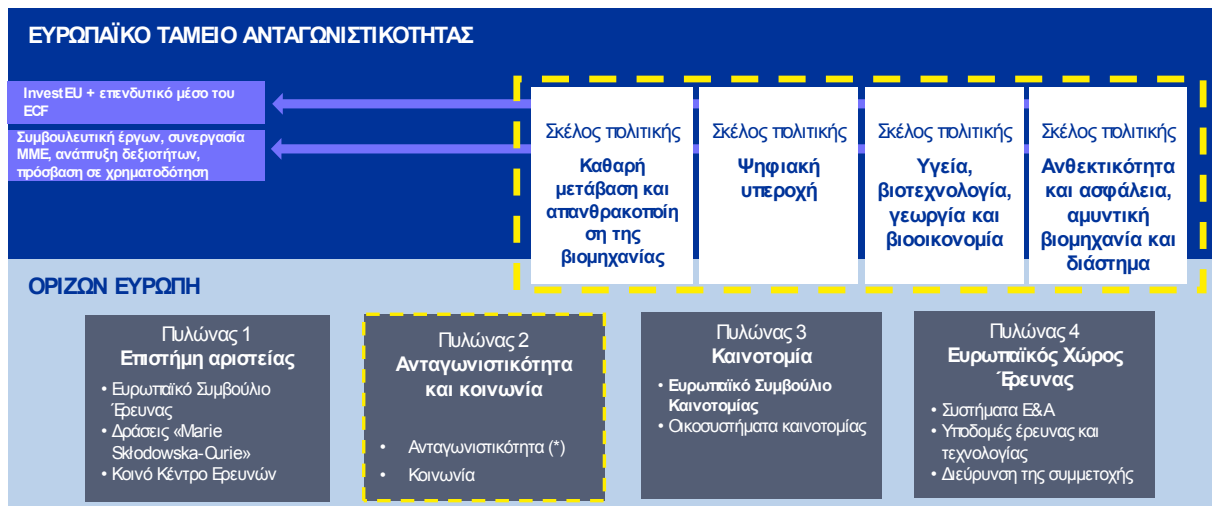 ΕΥΡΩΠΑΪΚΟ ΤΑΜΕΙΟ ΑΝΤΑΓΩΝΙΣΤΙΚΟΤΗΤΑΣ
InvestEU + επενδυτικό μέσο του
ECF
Συμβουλευτική έργων, συνεργασία
ΜΜΕ, ανάπτυξη δεξιοτήτων,
πρόσβαση σε χρηματοδότηση
Σκέλος πολιτικής
Καθαρή
μετάβαση και
απανθρακοποίη
ση της
βιομηχανίας
Σκέλος πολιτικής
Ψηφιακή
υπεροχή
Σκέλος πολιτικής
Υγεία,
βιοτεχνολογία,
γεωργία και
βιοοικονομία
Σκέλος πολιτικής
Ανθεκτικότητα
και ασφάλεια,
αμυντική
βιομηχανία και
διάστημα
ΟΡΙΖΩΝ ΕΥΡΩΠΗ
Πυλώνας 1
Επιστήμη αριστείας
• Ευρωπαϊκό Συμβούλιο
Έρευνας
• Δράσεις «Marie
Skłodowska-Curie»
• Κοινό Κέντρο Ερευνών
Πυλώνας 2
Ανταγωνιστικότητα
και κοινωνία
• Ανταγωνιστικότητα (*)
• Κοινωνία
Πυλώνας 3
Καινοτομία
• Ευρωπαϊκό Συμβούλιο
Καινοτομίας
• Οικοσυστήματα καινοτομίας
Πυλώνας 4
Ευρωπαϊκός Χώρος
Έρευνας
• Συστήματα Ε&Α
• Υποδομές έρευνας και
τεχνολογίας
• Διεύρυνση της συμμετοχής